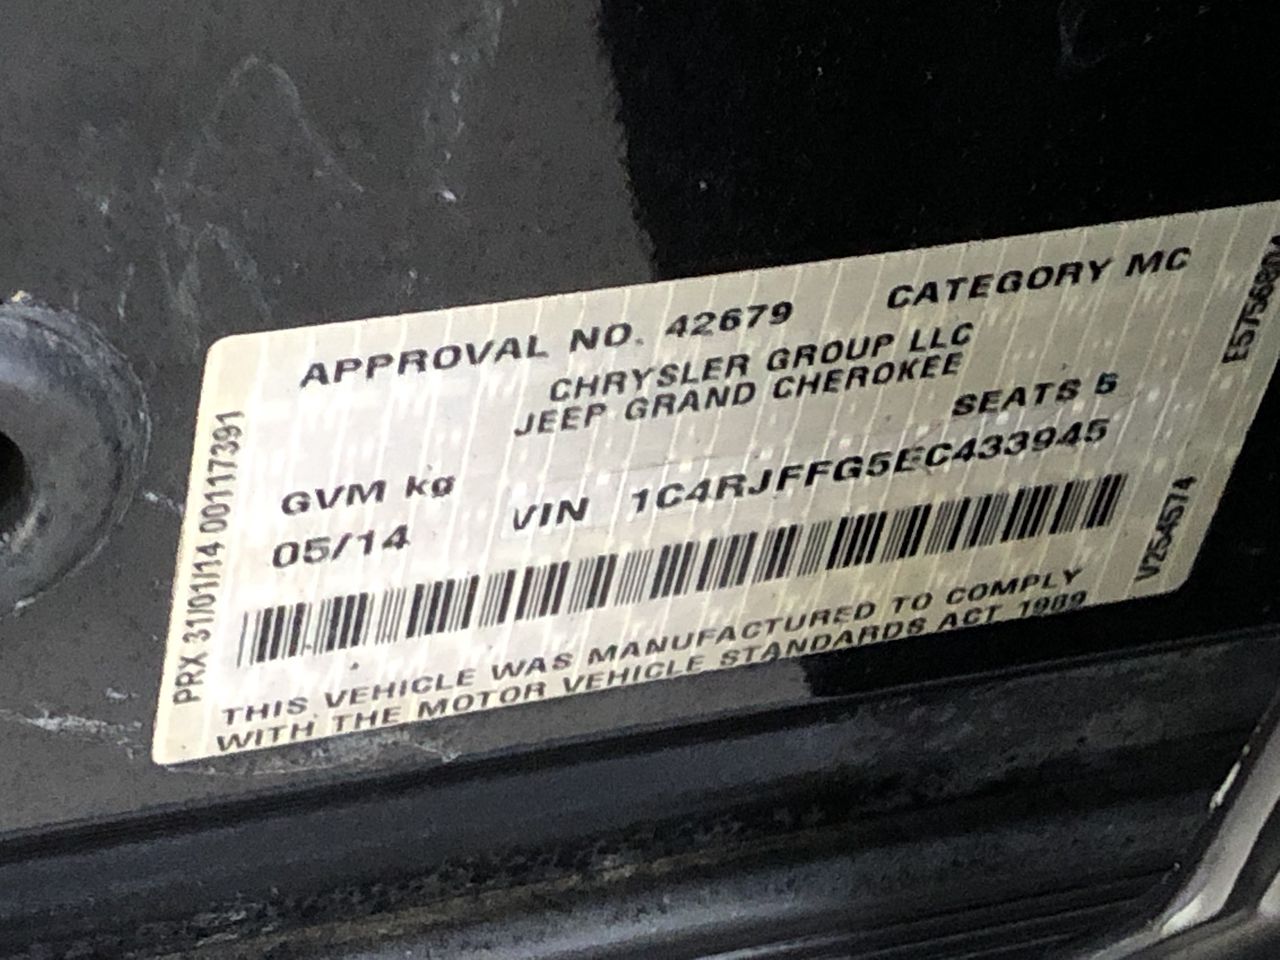 APPROVAL NO. 42679 CATEGORY MC
CHRYSLER GROUP LLC
JEEP GRAND CHEROKEE
SEATS 5
GVM kg
05/14 VIN 1C4RJFFG5EC433945
THIS VEHICLE WAS MANUFACTURED TO COMPLY
WITH THE MOTOR VEHICLE STANDARDS ACT 1989
PRX 31/01/14 00117391
V254574